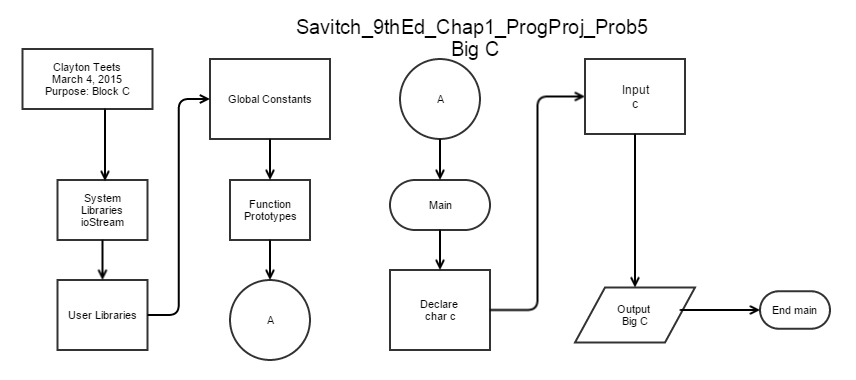 Savitch_9thEd_Chap1_ProgProj_Prob5
Big C
Clayton Teets
March 4, 2015
Purpose: Block C
System
Libraries
ioStream
User Libraries
Global Constants
Function
Prototypes
A
A
Main
Declare
char c
Input
c
Output
Big C
End main